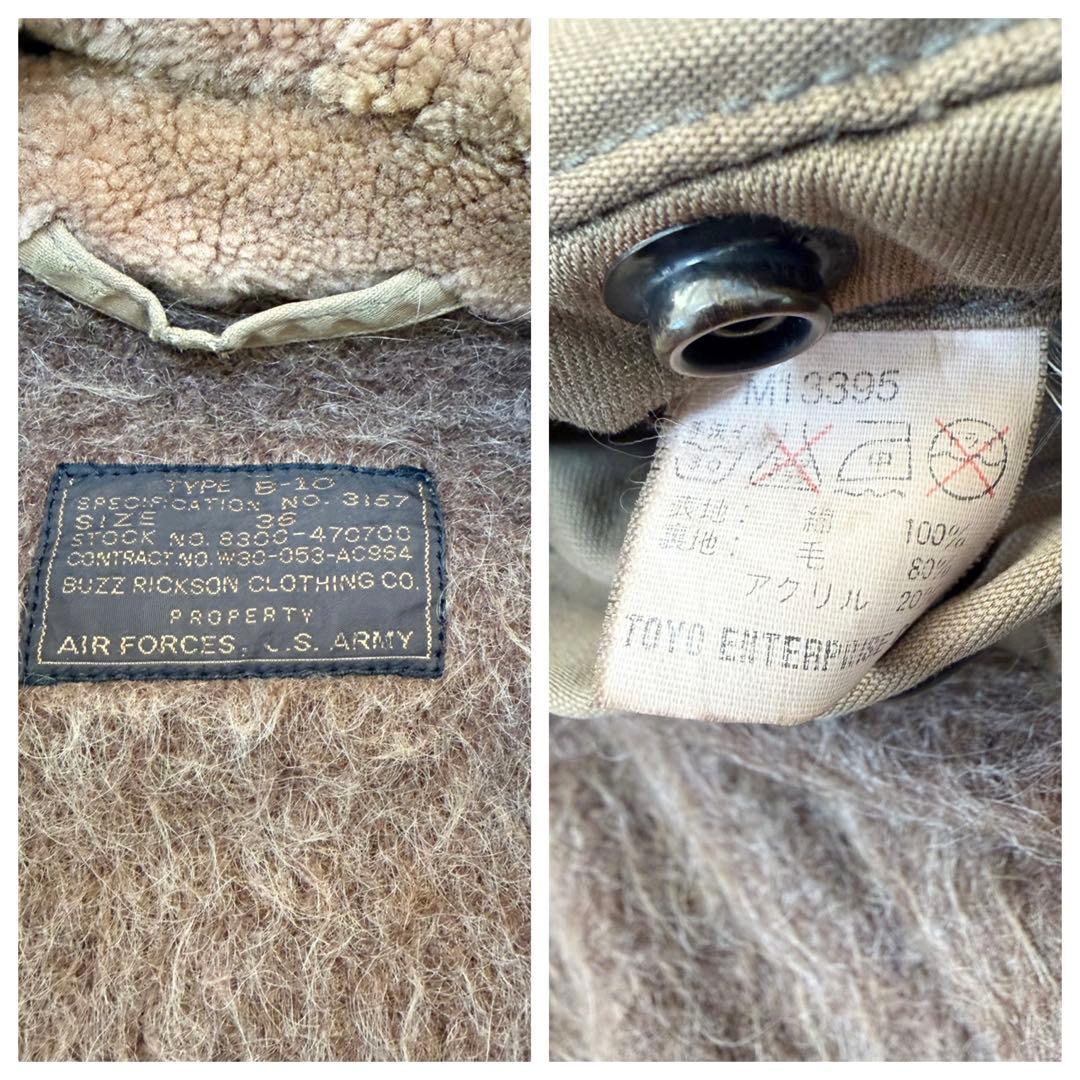 TYPE B-10
SPECIFICATION NO. 3157
SIZE 36
STOCK NO. 8300-470700
CONTRACT.NO. W30-053-AC964
BUZZ RICKSON CLOTHING CO.
PROPERTY
AIR FORCES, U.S. ARMY
M13395
中
表地： 綿 100%
裏地： 毛 80%
アクリル 20
TOYO ENTERPRISE